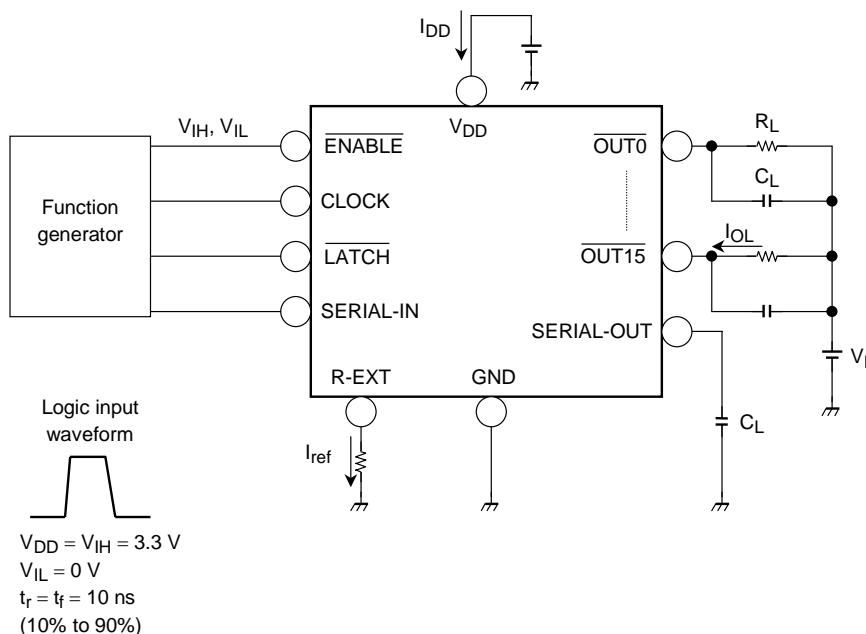 I_DD
V_IH, V_IL
V_DD
Function
generator
ENABLE
CLOCK
LATCH
SERIAL-IN
OUT0
OUT15
SERIAL-OUT
R_L
C_L
I_OL
R-EXT
GND
C_L
I_ref
Logic input
waveform
V_DD = V_IH = 3.3 V
V_IL = 0 V
t_r = t_f = 10 ns
(10% to 90%)